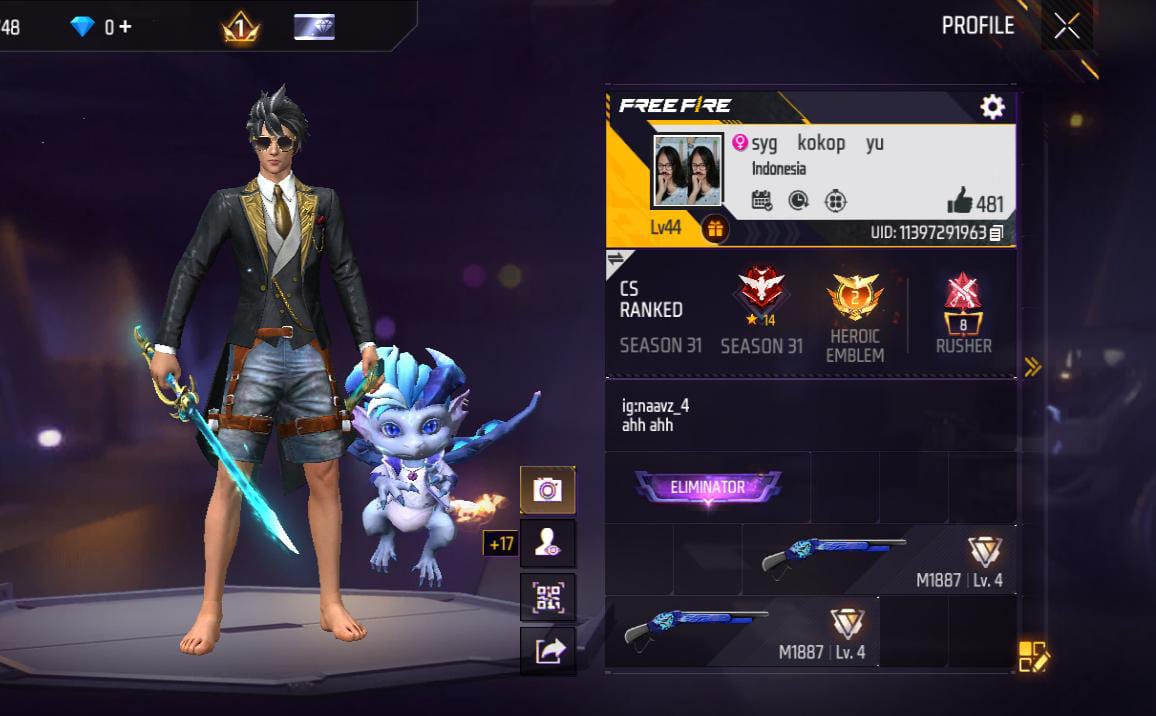 /48
0 +
1
PROFILE
FREE FIRE
syg kokop yu
Indonesia
481
Lv44
UID: 11397291963
CS
RANKED
SEASON 31
14
SEASON 31
2
HEROIC
EMBLEM
8
RUSHER
ig:naavz_4
ahh ahh
ELIMINATOR
+17
M1887 | Lv. 4
M1887 | Lv. 4